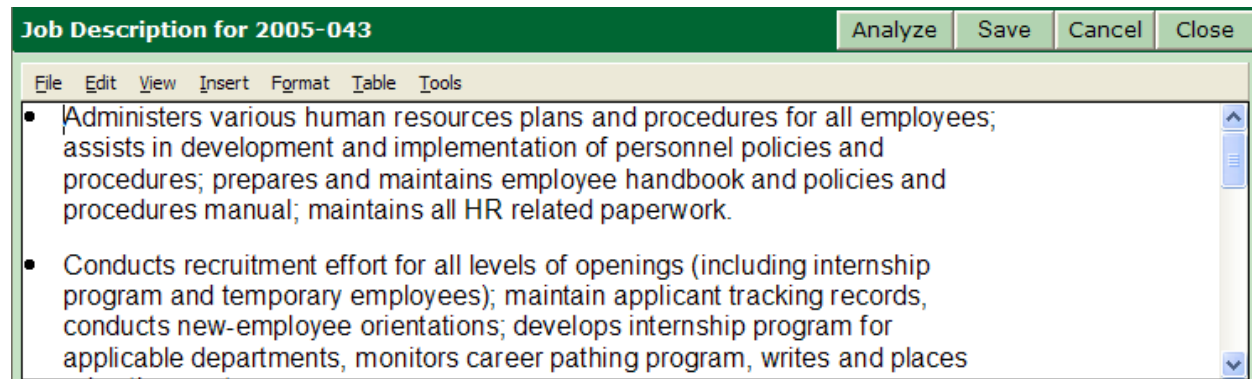 Job Description for 2005-043 Analyze Save Cancel Close
File Edit View Insert Format Table Tools
• Administers various human resources plans and procedures for all employees;
assists in development and implementation of personnel policies and
procedures; prepares and maintains employee handbook and policies and
procedures manual; maintains all HR related paperwork.
• Conducts recruitment effort for all levels of openings (including internship
program and temporary employees); maintain applicant tracking records,
conducts new-employee orientations; develops internship program for
applicable departments, monitors career pathing program, writes and places